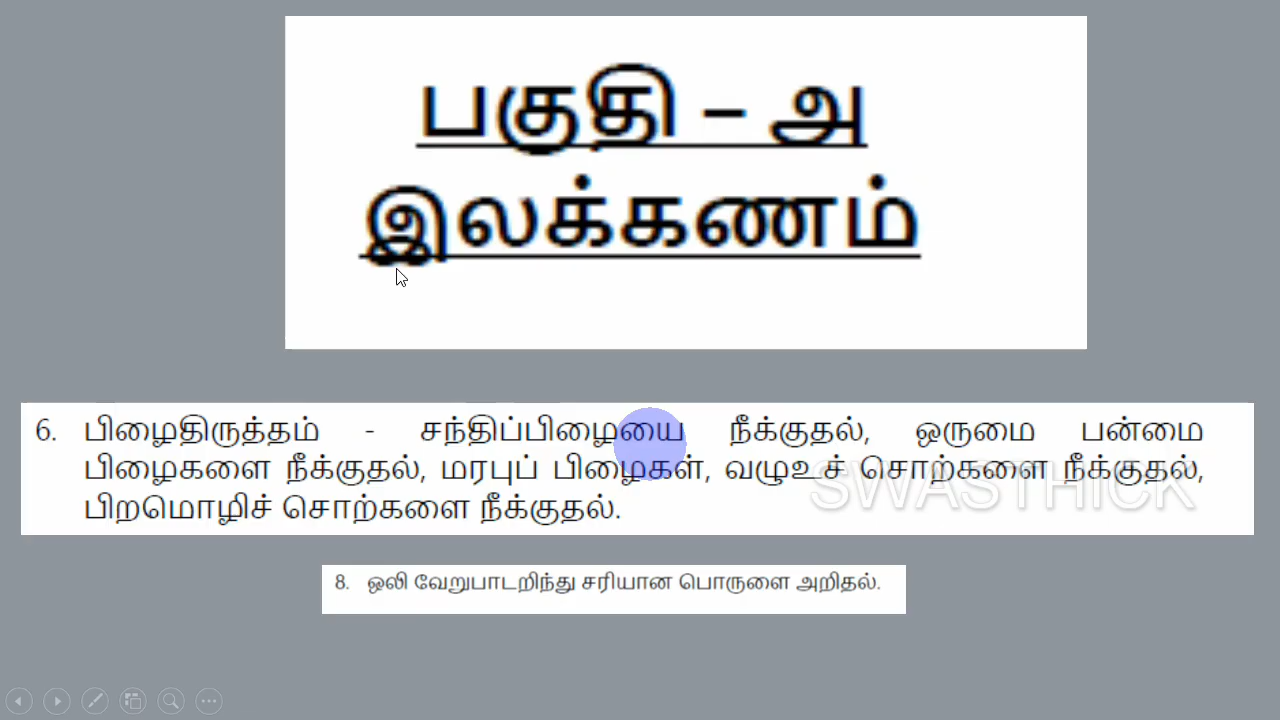 பகுதி – அ
இலக்கணம்
6. பிழைதிருத்தம் - சந்திப்பிழையை நீக்குதல், ஒருமை பன்மை
பிழைகளை நீக்குதல், மரபுப் பிழைகள், வழுஉச் சொற்களை நீக்குதல்,
பிறமொழிச் சொற்களை நீக்குதல்.
SWASTHICK
8. ஒலி வேறுபாடறிந்து சரியான பொருளை அறிதல்.